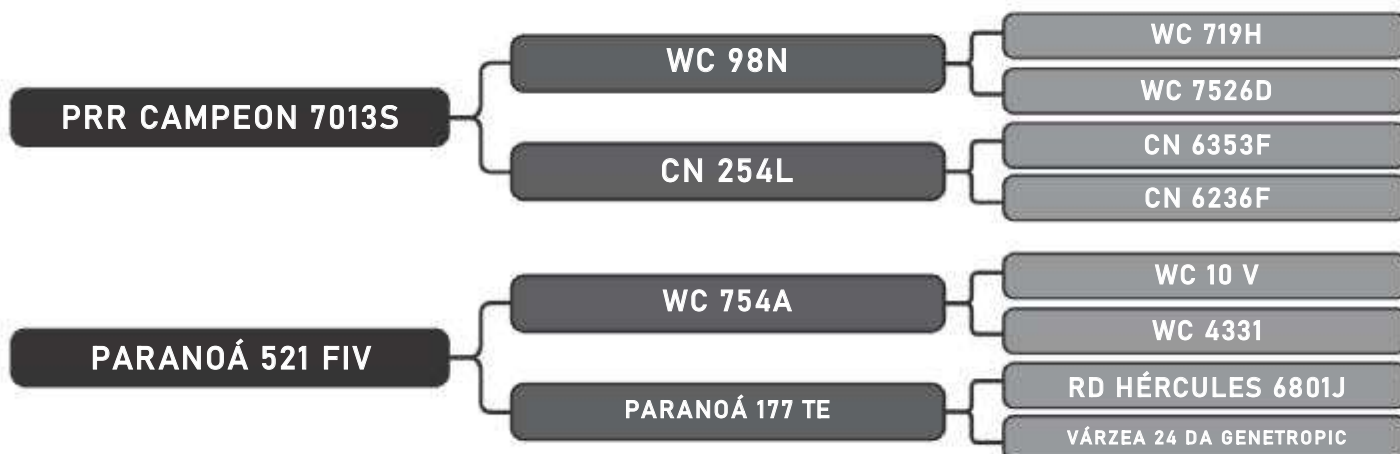 PRR CAMPEON 7013S
WC 98N
WC 719H
WC 7526D
CN 254L
CN 6353F
CN 6236F
PARANOÁ 521 FIV
WC 754A
WC 10 V
WC 4331
PARANOÁ 177 TE
RD HÉRCULES 6801J
VÁRZEA 24 DA GENETROPIC